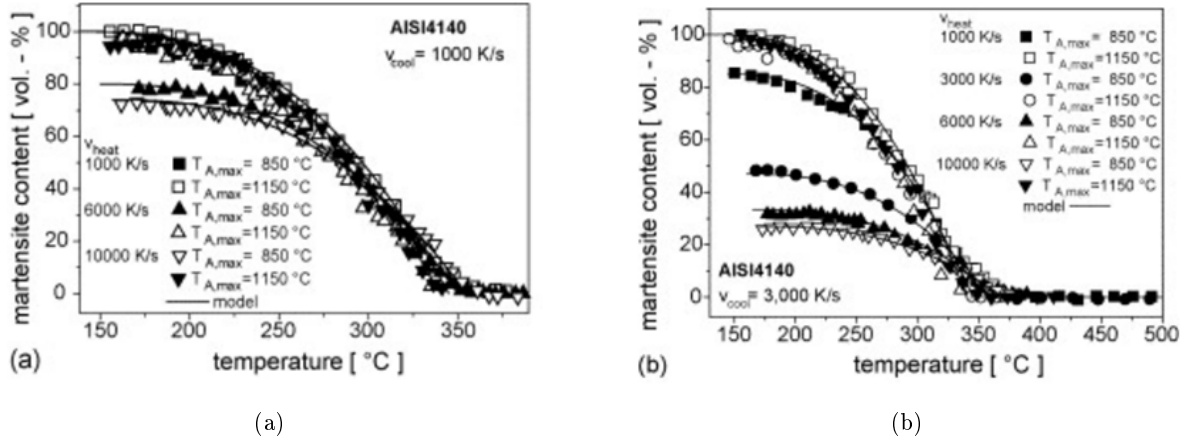 (a)
AISI4140
v_cool = 1000 K/s
martensite content [ vol. - % ]
100
80
60
40
20
0
v_heat
1000 K/s ■ T_A,max = 850 °C
□ T_A,max =1150 °C
6000 K/s ▲ T_A,max = 850 °C
△ T_A,max =1150 °C
10000 K/s ▽ T_A,max = 850 °C
▼ T_A,max =1150 °C
model
150 200 250 300 350
temperature [ °C]
(a)
(b)
martensite content [ vol. - % ]
100
80
60
40
20
0
v_heat
1000 K/s ■ T_A,max = 850 °C
□ T_A,max =1150 °C
3000 K/s ● T_A,max = 850 °C
○ T_A,max =1150 °C
6000 K/s ▲ T_A,max = 850 °C
△ T_A,max =1150 °C
10000 K/s ▽ T_A,max = 850 °C
▼ T_A,max =1150 °C
model
AISI4140
v_cool = 3,000 K/s
150 200 250 300 350 400 450 500
temperature [ °C ]
(b)
(a)
(b)